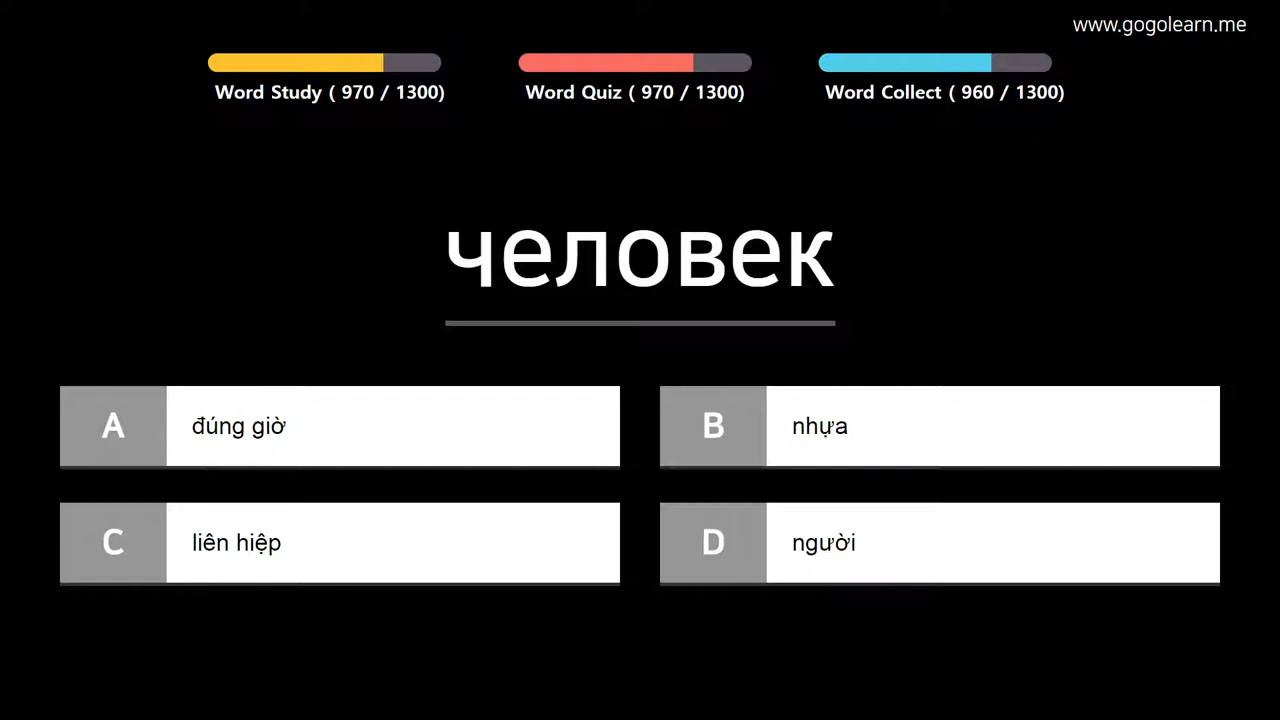 www.gogolearn.me
Word Study ( 970 / 1300)
Word Quiz ( 970 / 1300)
Word Collect ( 960 / 1300)
человек
A đúng giờ
B nhựa
C liên hiệp
D người